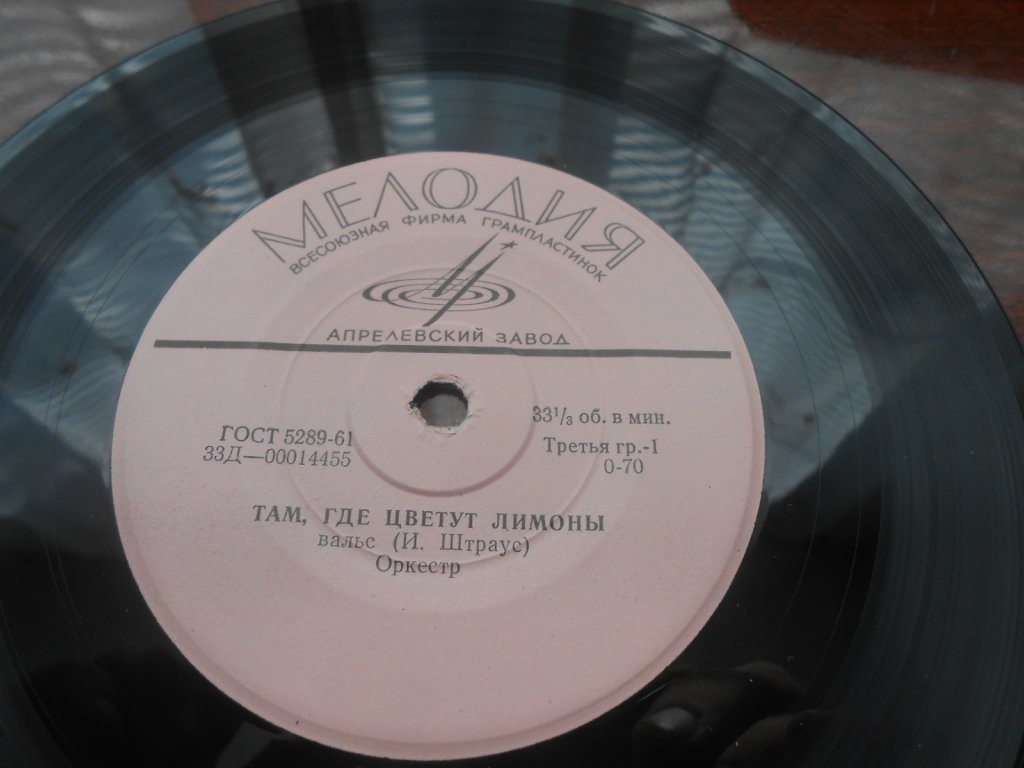 МЕЛОДИЯ
ВСЕСОЮЗНАЯ ФИРМА ГРАМПЛАСТИНОК
АПРЕЛЕВСКИЙ ЗАВОД
ГОСТ 5289-61
33Д—00014455
33⅓ об. в мин.
Третья гр.-1
0-70
ТАМ, ГДЕ ЦВЕТУТ ЛИМОНЫ
вальс (И. Штраус)
Оркестр